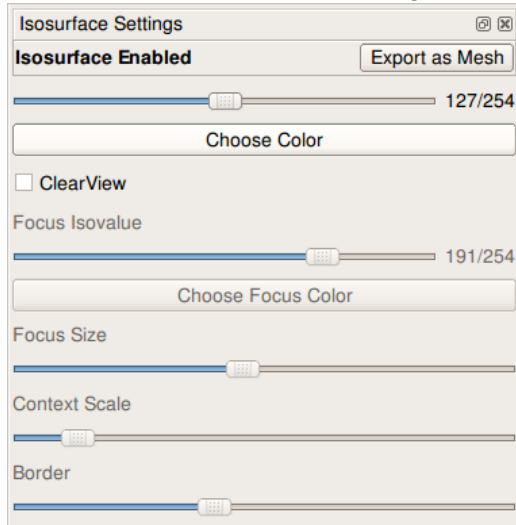 Isosurface Settings
Isosurface Enabled Export as Mesh
127/254
Choose Color
ClearView
Focus Isovalue
191/254
Choose Focus Color
Focus Size
Context Scale
Border